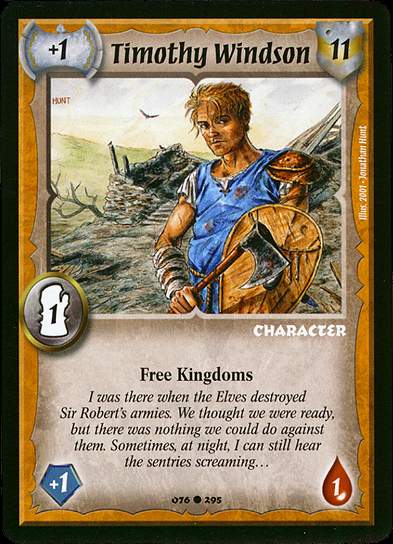 +1
Timothy Windson
11
HUNT
Illus. 2001 - Jonathan Hunt
1
CHARACTER
Free Kingdoms
I was there when the Elves destroyed
Sir Robert's armies. We thought we were ready,
but there was nothing we could do against
them. Sometimes, at night, I can still hear
the sentries screaming…
+1
076 ● 295
1